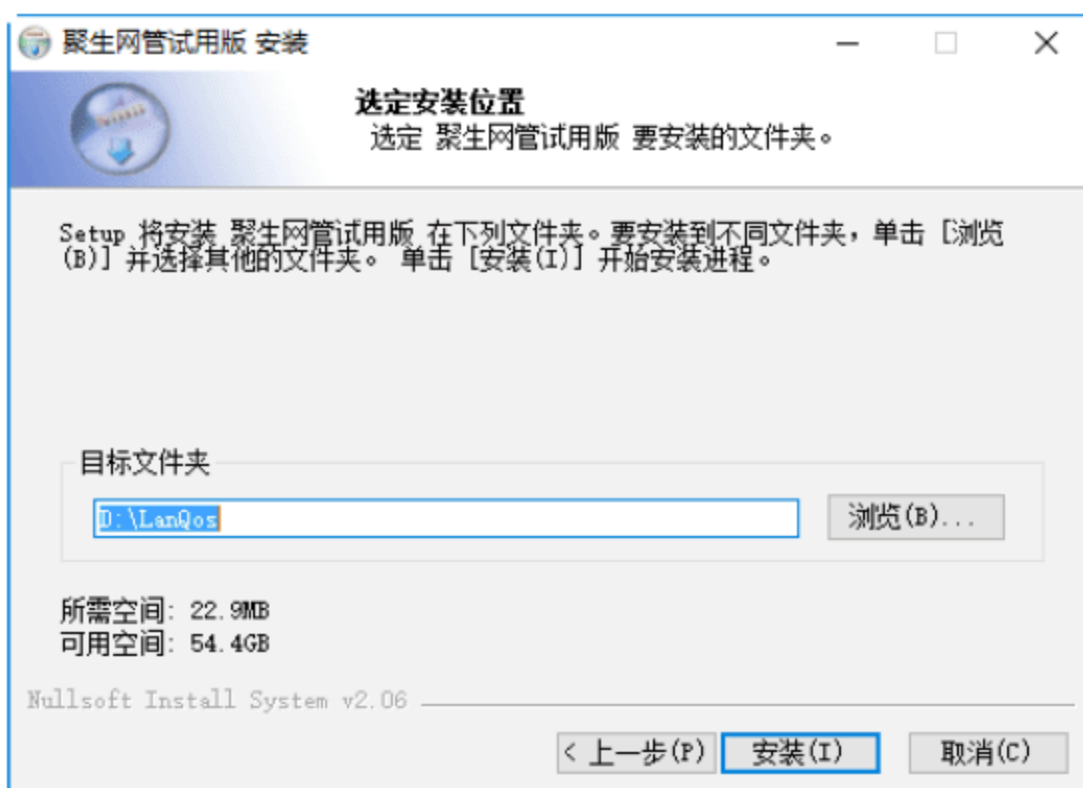 聚生网管试用版 安装
选定安装位置
选定 聚生网管试用版 要安装的文件夹。
Setup 将安装 聚生网管试用版 在下列文件夹。要安装到不同文件夹，单击 [浏览
(B)] 并选择其他的文件夹。 单击 [安装(I)] 开始安装进程。
目标文件夹
D:\LanQos
浏览(B)...
所需空间: 22.9MB
可用空间: 54.4GB
Nullsoft Install System v2.06
< 上一步(P) 安装(I) 取消(C)